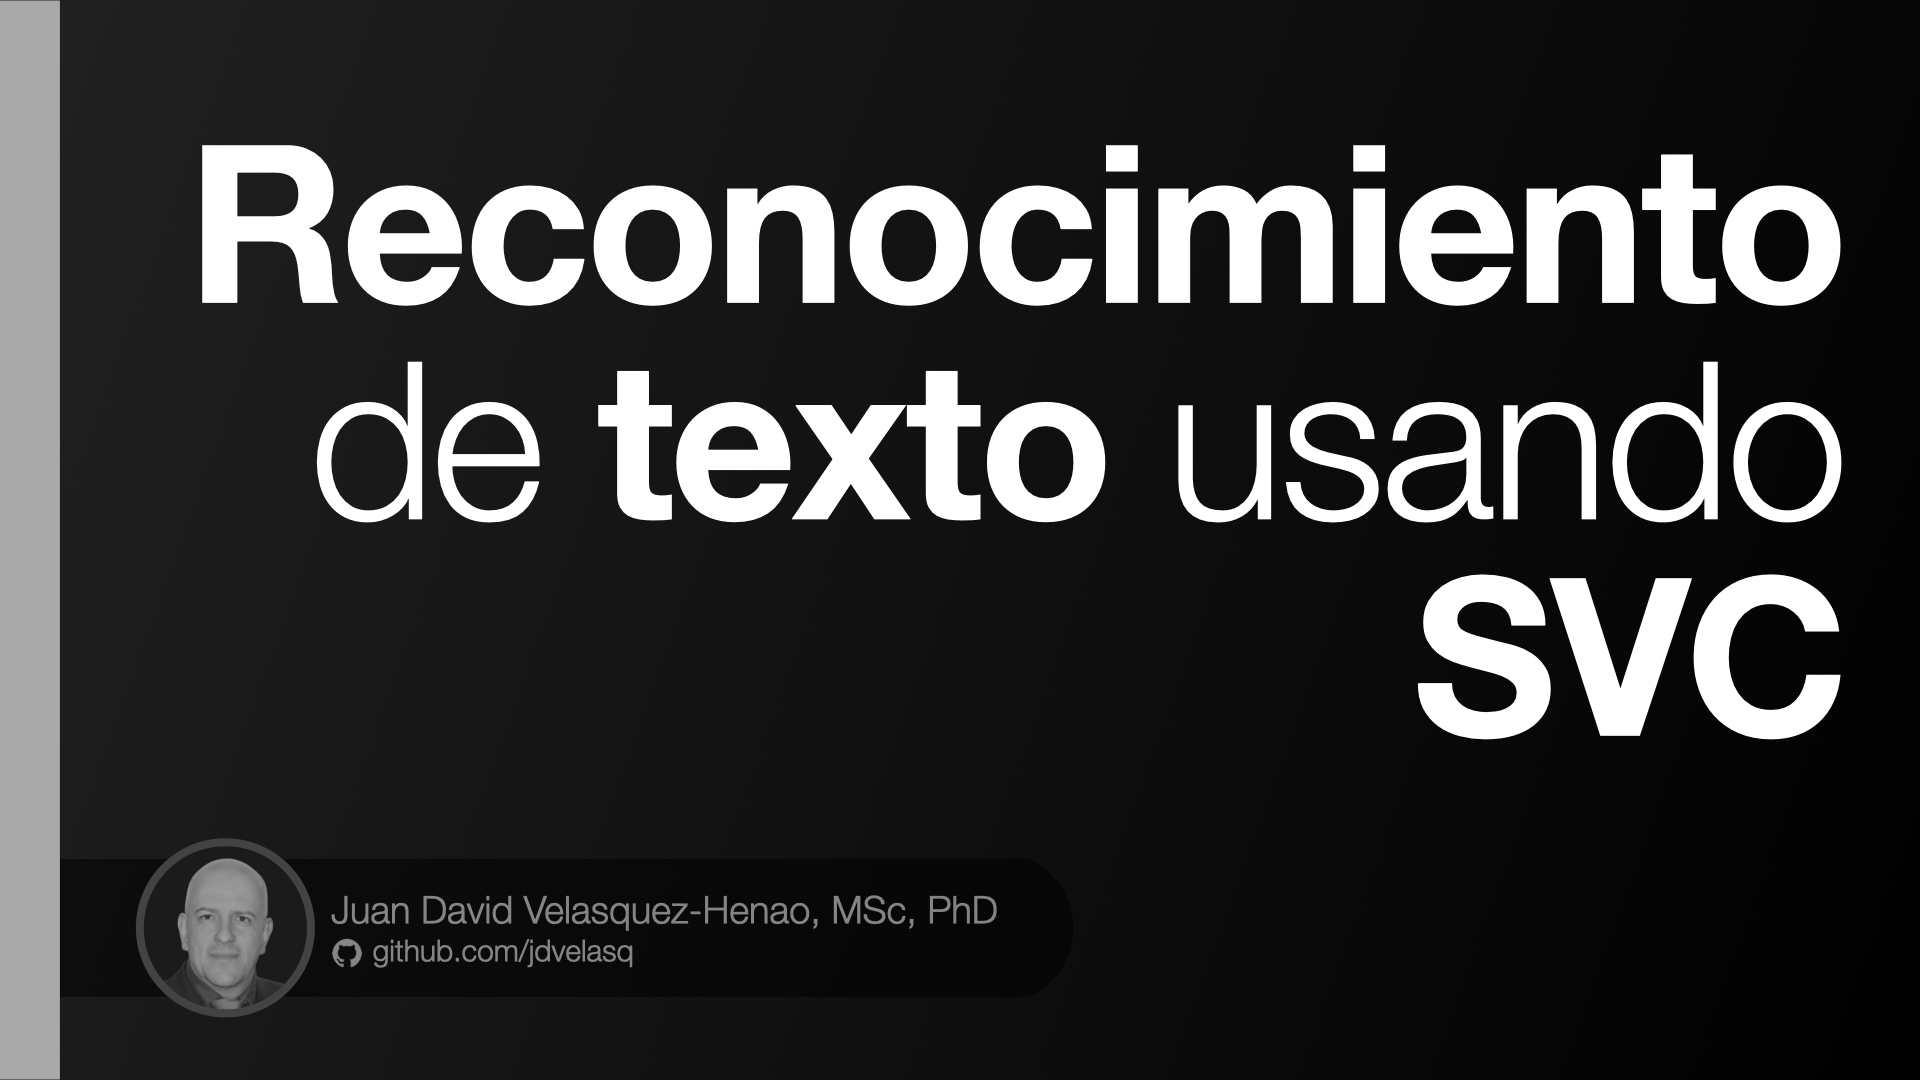 Reconocimiento
de texto usando
SVC
Juan David Velasquez-Henao, MSc, PhD
github.com/jdvelasq